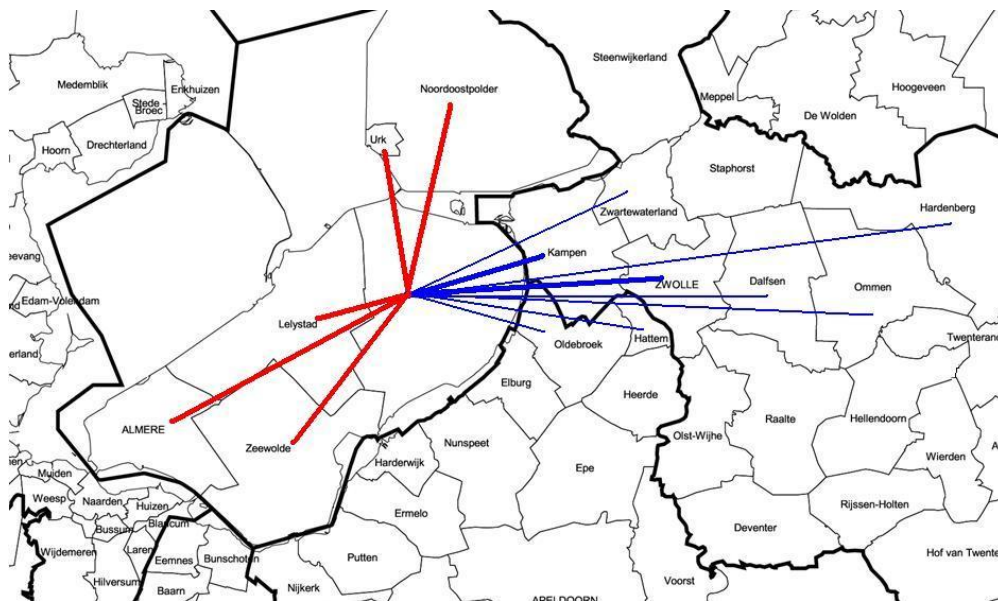 Steenwijkerland
Medemblik
Noordoostpolder
Hoogeveen
Enkhuizen
Meppel
Stede
Broec
De Wolden
Drechterland
Urk
Hoorn
Staphorst
Hardenberg
Zwartewaterland
eevang
Kampen
ZWOLLE
Dalfsen
Ommen
Edam-Volendam
nd
Lelystad
Twenterand
Oldebroek
Hattem
erland
Elburg
Heerde
ALMERE
Raalte
Hellendoorn
Zeewolde
Nunspeet
Olst-Wijhe
Wierden
A
men
Harderwijk
Epe
Muiden
Weesp
Naarden
Huizen
Rijssen-Holten
Ermelo
Blaricum
Bussum
Deventer
Wijdemeren
Laren
Eemnes
Bunschoten
Putten
Hof van Twente
Hilversum
Baarn
Nijkerk
Voorst
APELDOORN